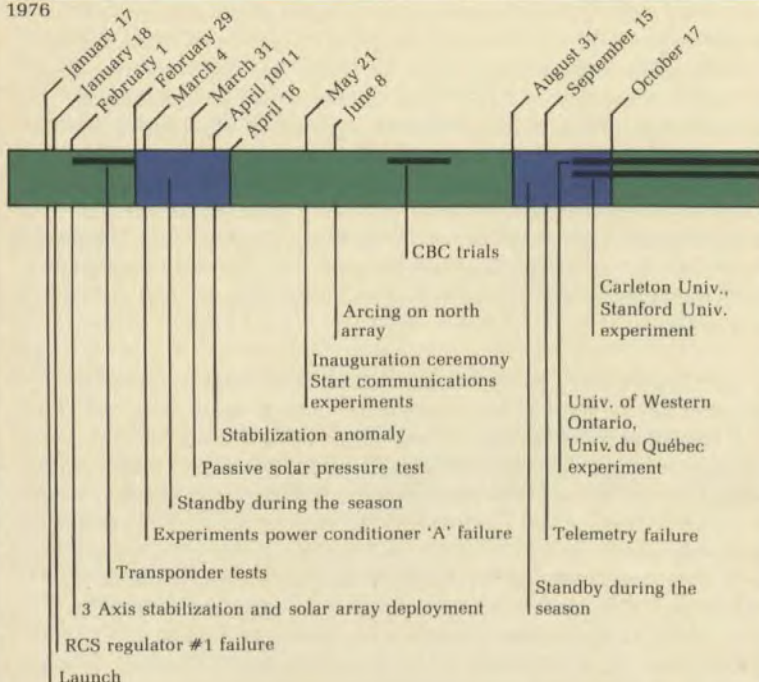 1976
January 17
January 18
February 1
February 29
March 4
March 31
April 10/11
April 16
May 21
June 8
August 31
September 15
October 17
CBC trials
Carleton Univ.,
Stanford Univ.
experiment
Arcing on north
array
Inauguration ceremony
Start communications
experiments
Univ. of Western
Ontario,
Univ. du Québec
experiment
Stabilization anomaly
Passive solar pressure test
Standby during the season
Experiments power conditioner 'A' failure
Telemetry failure
Transponder tests
Standby during the
season
3 Axis stabilization and solar array deployment
RCS regulator #1 failure
Launch